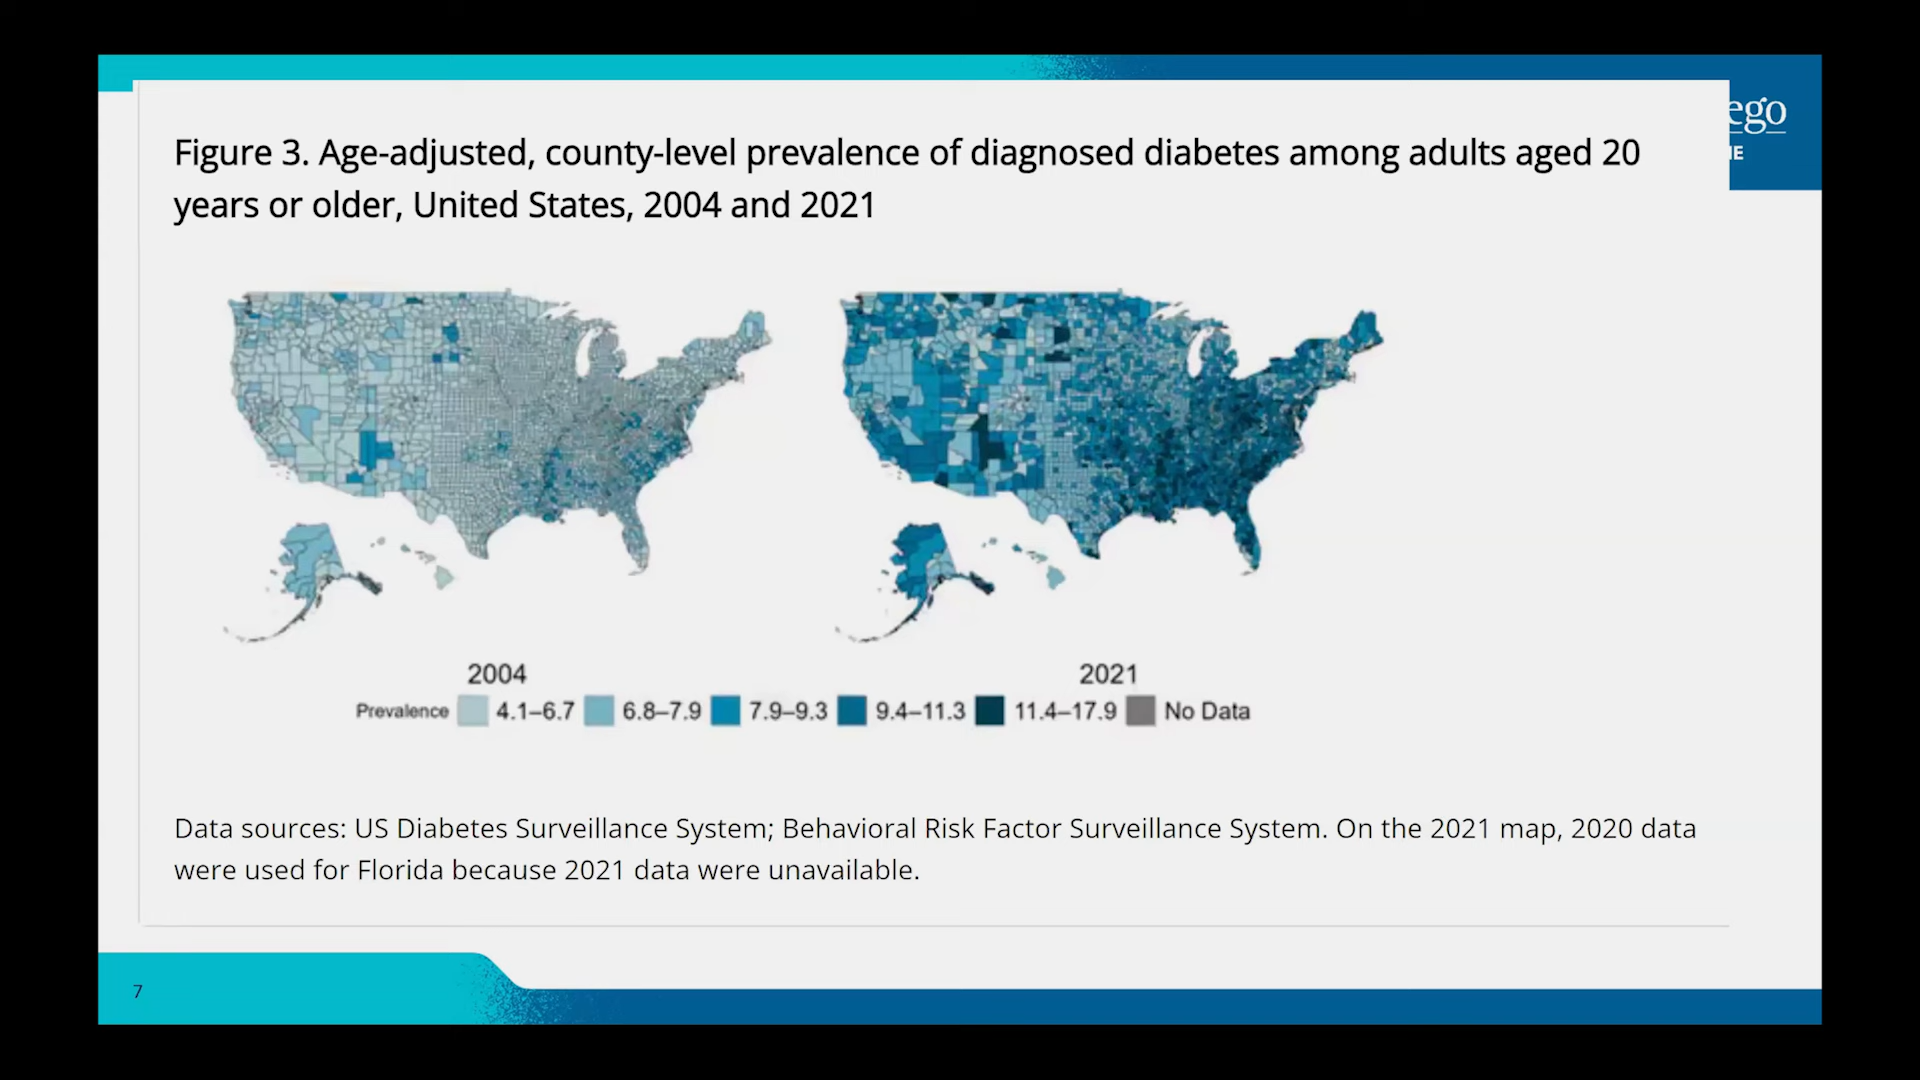 ego
IE
Figure 3. Age-adjusted, county-level prevalence of diagnosed diabetes among adults aged 20
years or older, United States, 2004 and 2021
2004 2021
Prevalence 4.1–6.7 6.8–7.9 7.9–9.3 9.4–11.3 11.4–17.9 No Data
Data sources: US Diabetes Surveillance System; Behavioral Risk Factor Surveillance System. On the 2021 map, 2020 data
were used for Florida because 2021 data were unavailable.
7